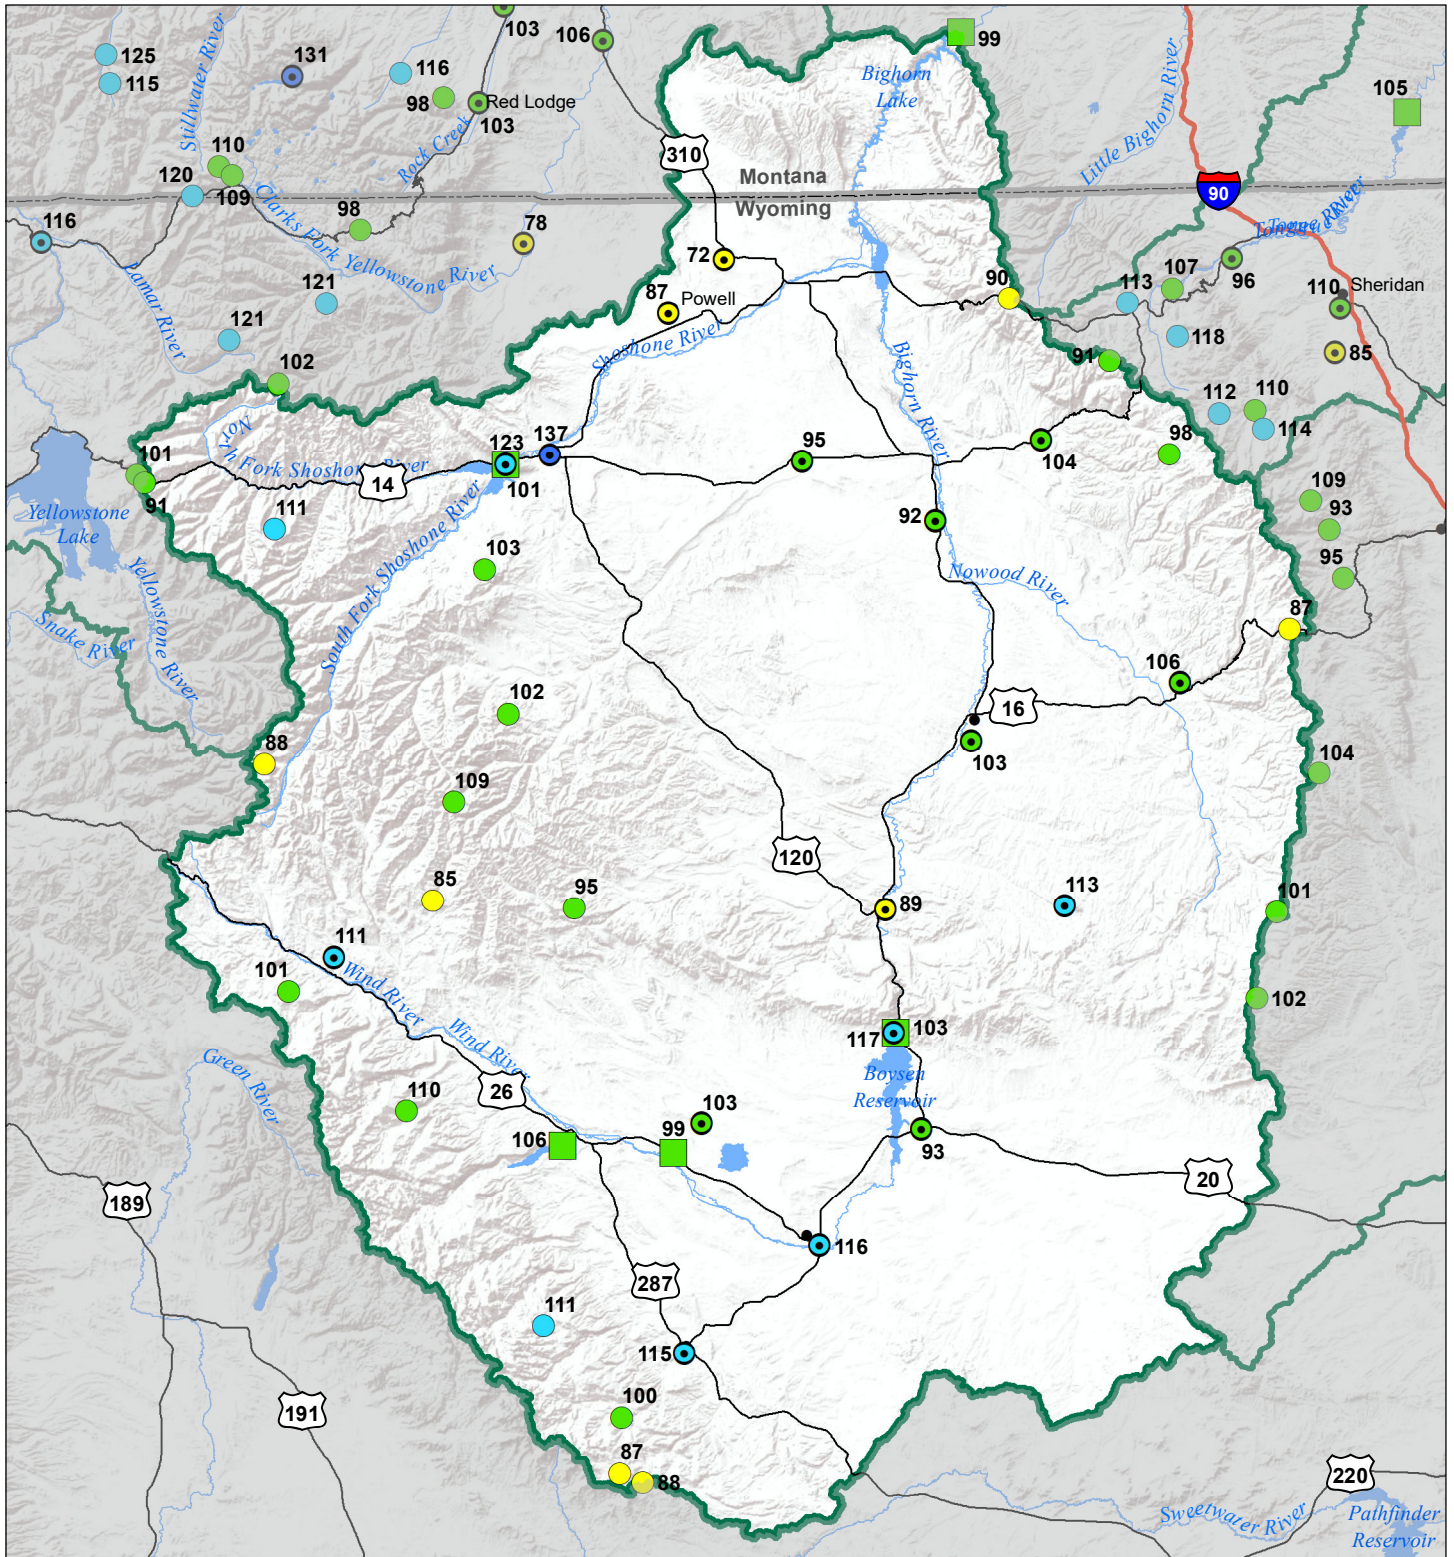 103
106
99
125
131
116
115
98
Red Lodge
103
Stillwater River
Rock Creek
Bighorn
Lake
Little Bighorn River
105
110
109
120
310
Montana
Wyoming
90
116
98
Clarks Fork Yellowstone River
78
Tongue River
72
96
Lamar River
121
87
Powell
90
113
107
110
Sheridan
121
Shoshone River
118
85
102
Bighorn River
91
112
110
114
North Fork Shoshone River
101
91
14
123
101
137
95
104
98
109
93
Yellowstone
Lake
111
South Fork Shoshone River
92
103
95
Nowood River
Yellowstone River
Snake River
87
106
102
16
88
103
104
109
120
85
95
89
113
101
111
101
Wind River
102
117
103
Wind River
Boysen
Reservoir
Green River
26
110
103
106
99
93
20
189
116
287
111
115
191
100
87
88
220
Sweetwater River
Pathfinder
Reservoir